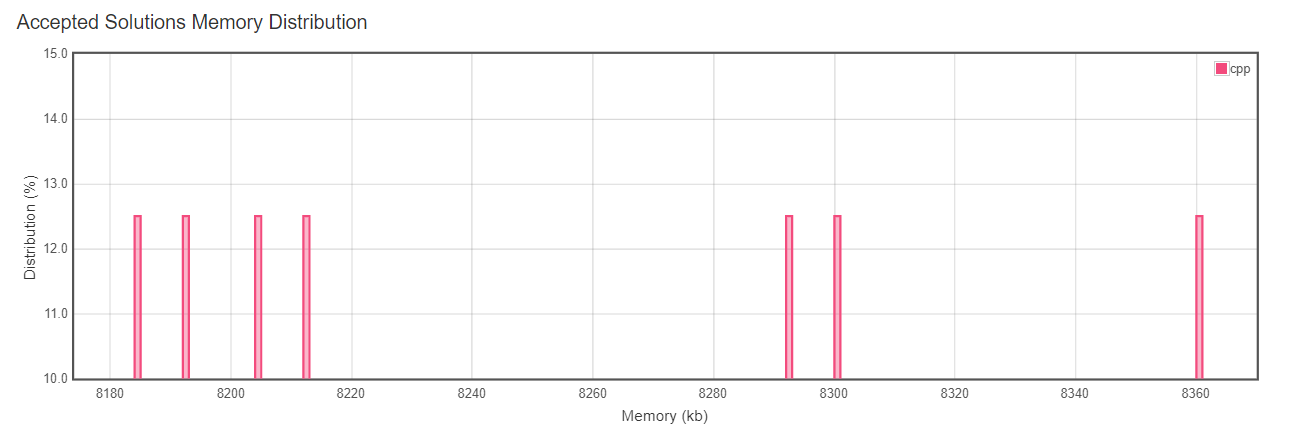 Accepted Solutions Memory Distribution
15.0
cpp
14.0
13.0
12.0
11.0
10.0
Distribution (%)
8180 8200 8220 8240 8260 8280 8300 8320 8340 8360
Memory (kb)